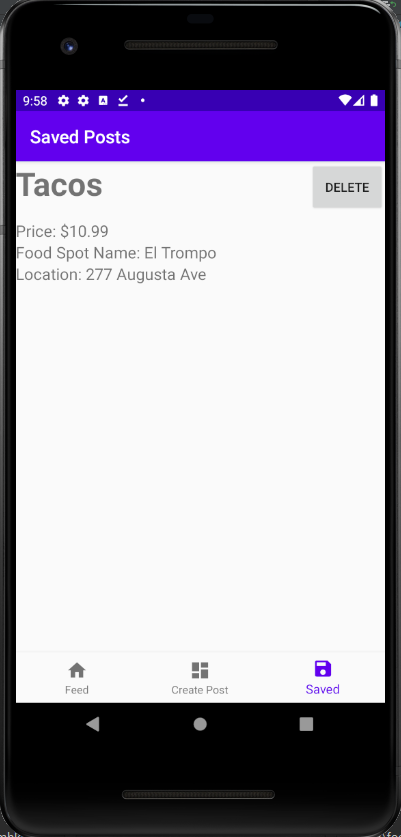 9:58
Saved Posts
Tacos
DELETE
Price: $10.99
Food Spot Name: El Trompo
Location: 277 Augusta Ave
Feed
Create Post
Saved